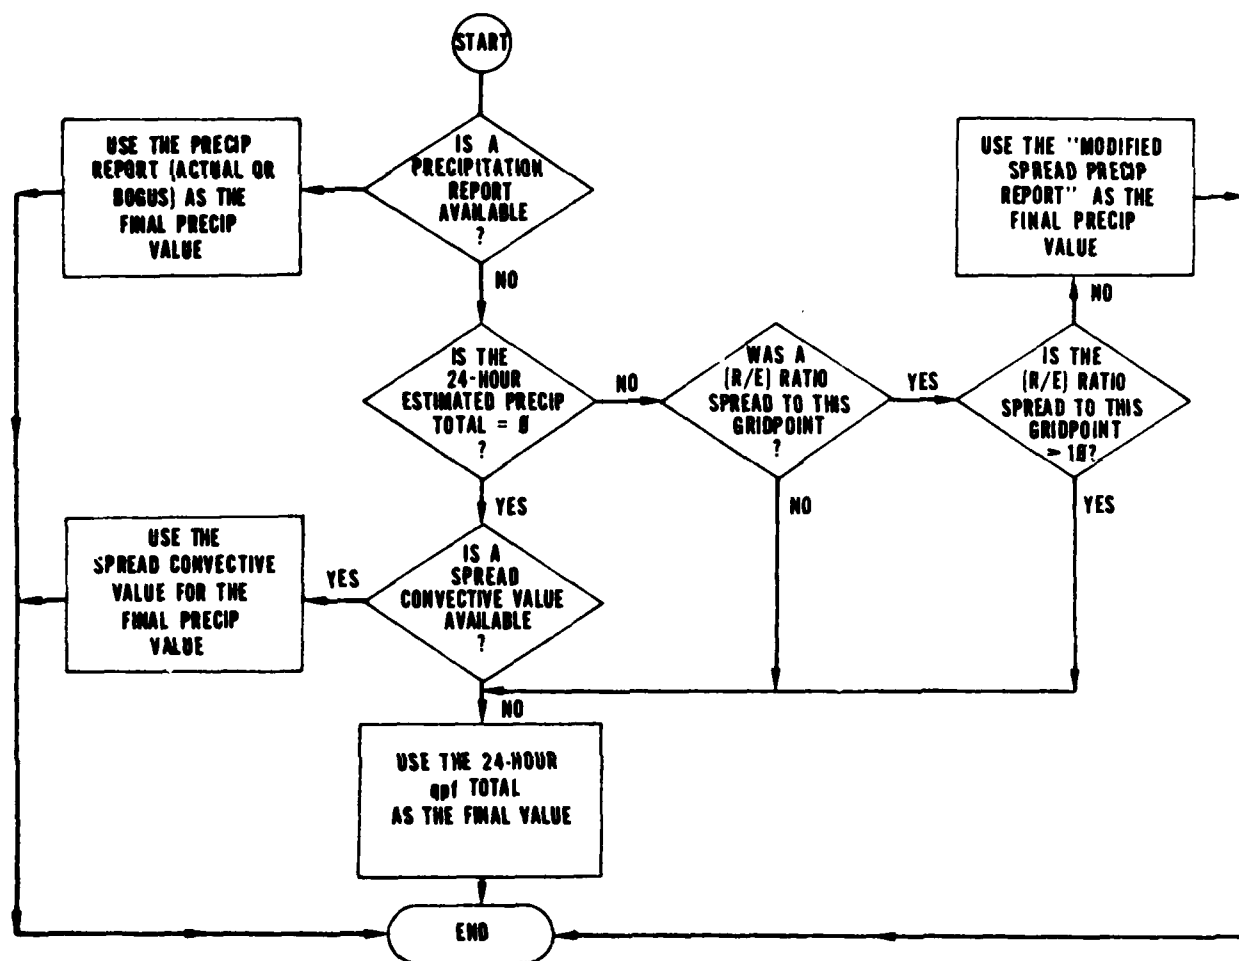 START
IS A
PRECIPITATION
REPORT
AVAILABLE
?
USE THE PRECIP
REPORT (ACTUAL OR
BOGUS) AS THE
FINAL PRECIP
VALUE
USE THE "MODIFIED
SPREAD PRECIP
REPORT" AS THE
FINAL PRECIP
VALUE
NO
NO
IS THE
24-HOUR
ESTIMATED PRECIP
TOTAL = Ø
?
NO
WAS A
(R/E) RATIO
SPREAD TO THIS
GRIDPOINT
?
YES
IS THE
(R/E) RATIO
SPREAD TO THIS
GRIDPOINT
> 1Ø?
YES
NO
YES
USE THE
SPREAD CONVECTIVE
VALUE FOR THE
FINAL PRECIP
VALUE
YES
IS A
SPREAD
CONVECTIVE VALUE
AVAILABLE
?
NO
USE THE 24-HOUR
qpf TOTAL
AS THE FINAL VALUE
END